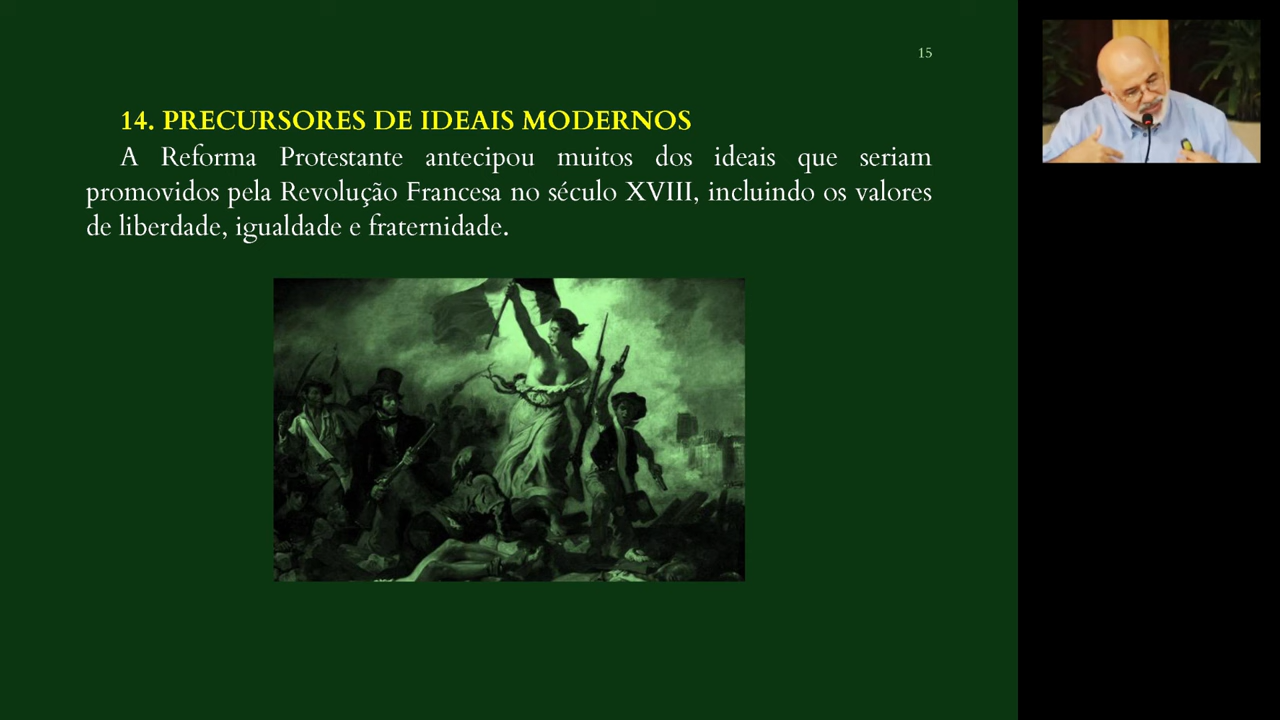 15
14. PRECURSORES DE IDEAIS MODERNOS
A Reforma Protestante antecipou muitos dos ideais que seriam
promovidos pela Revolução Francesa no século XVIII, incluindo os valores
de liberdade, igualdade e fraternidade.